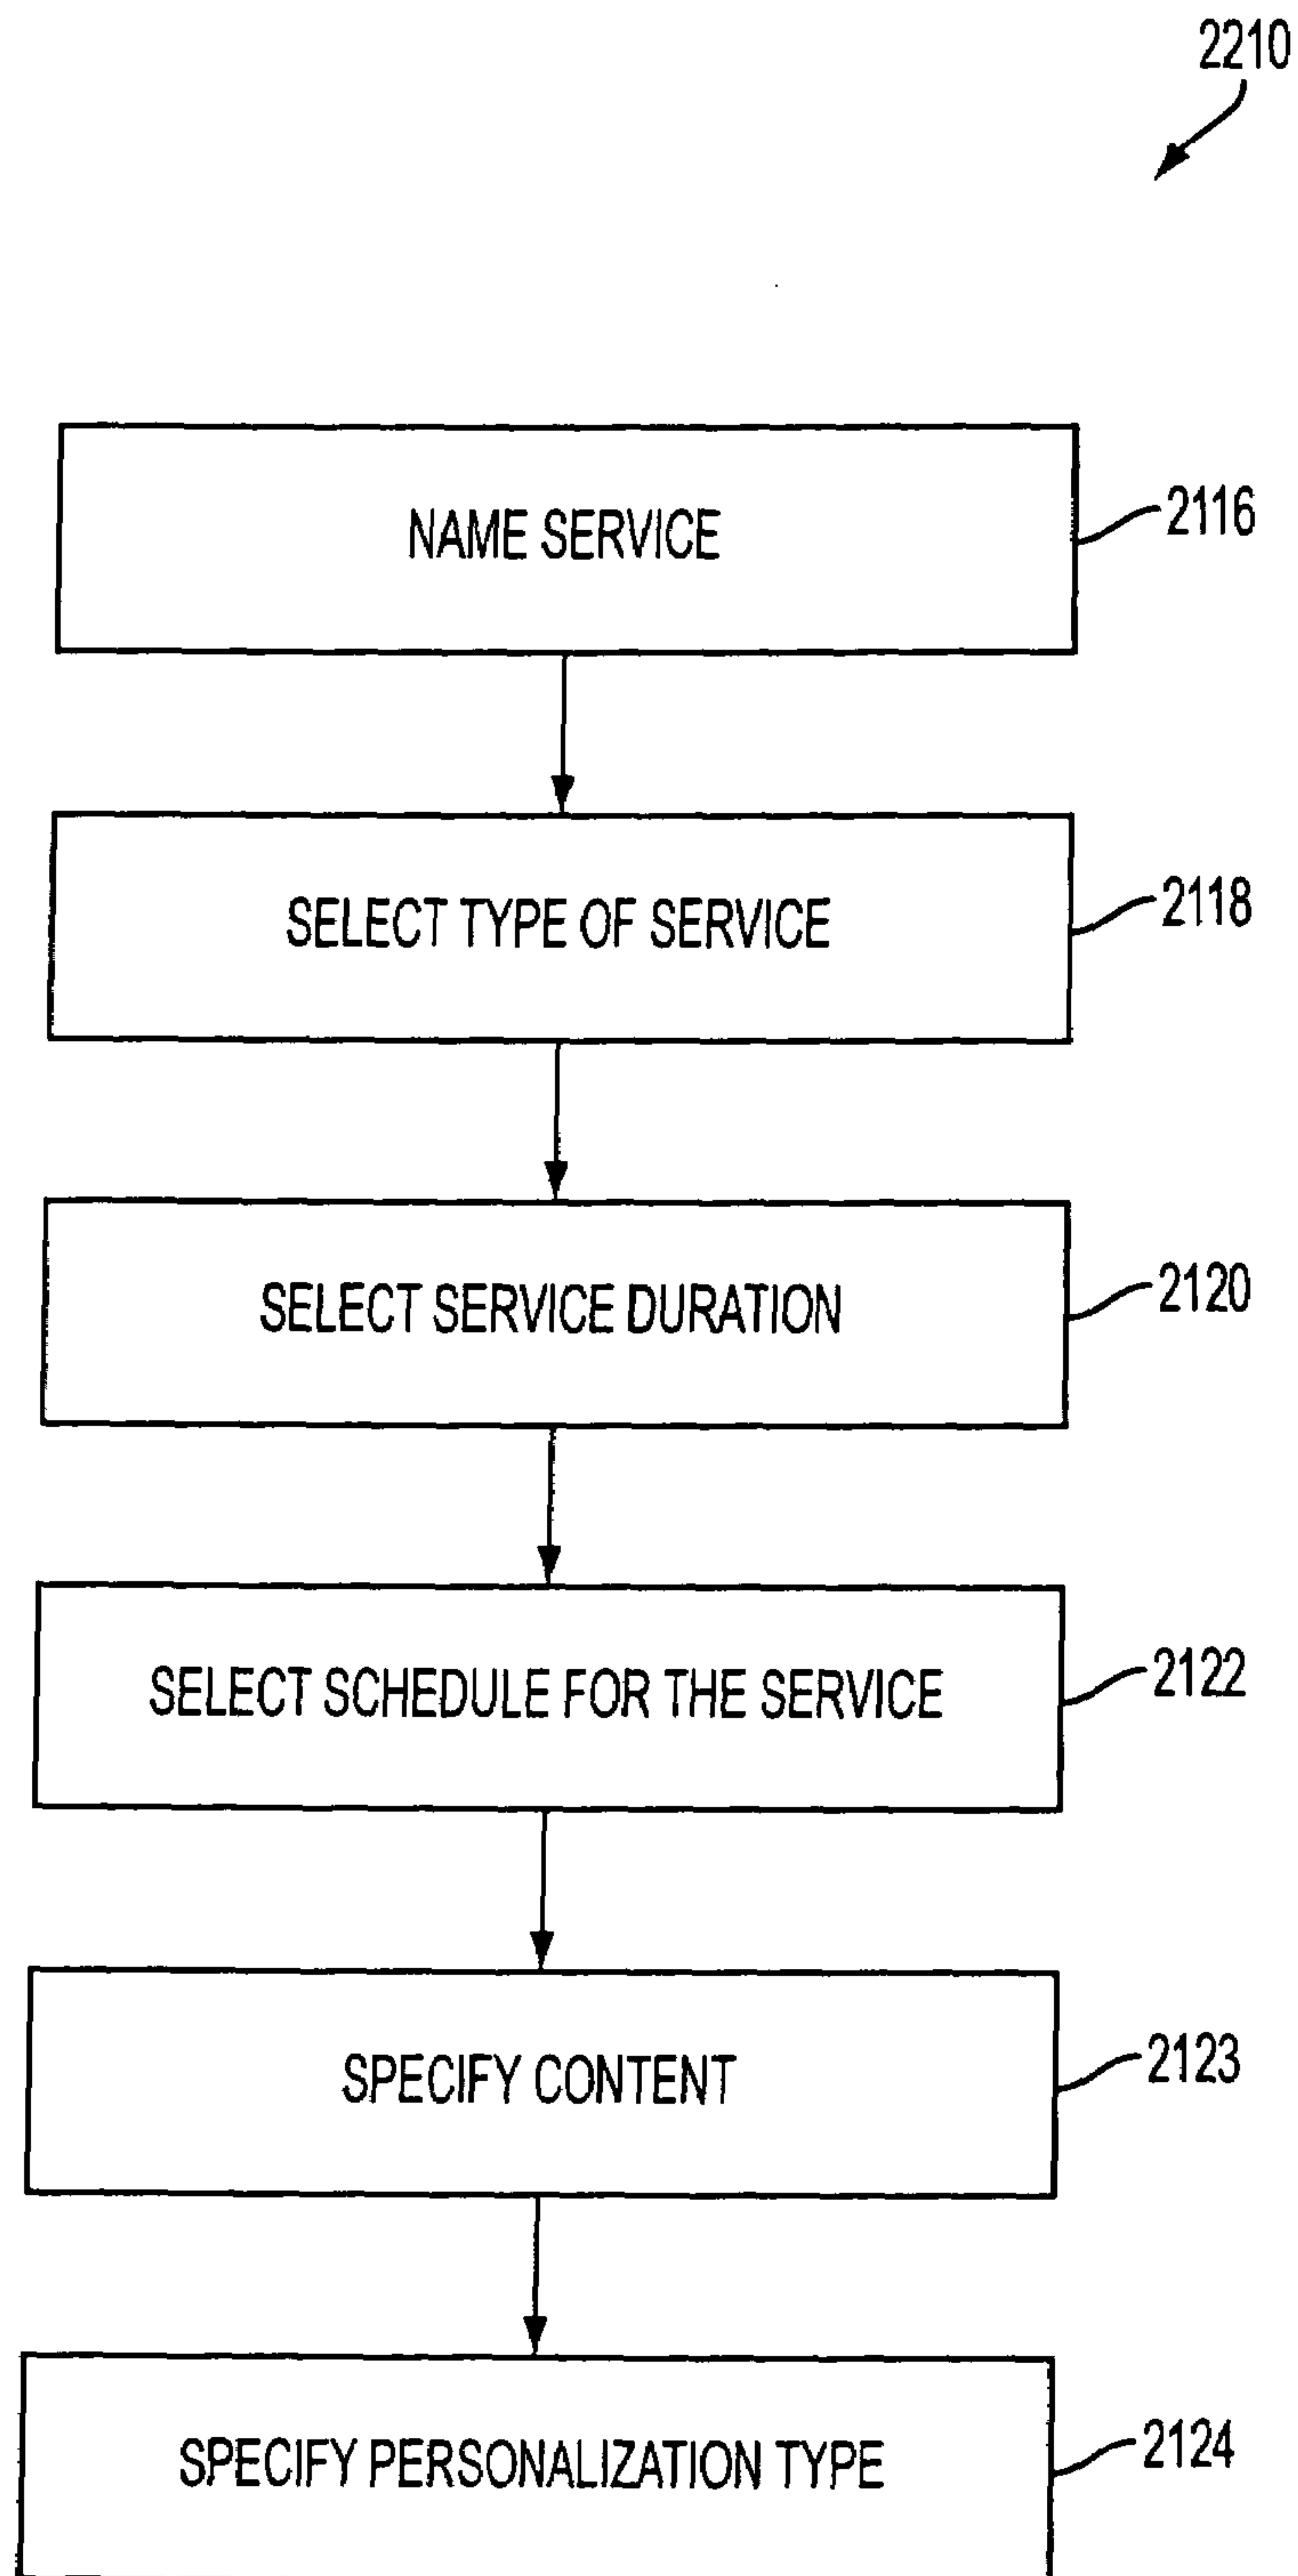 2210
NAME SERVICE
2116
SELECT TYPE OF SERVICE
2118
SELECT SERVICE DURATION
2120
SELECT SCHEDULE FOR THE SERVICE
2122
SPECIFY CONTENT
2123
SPECIFY PERSONALIZATION TYPE
2124